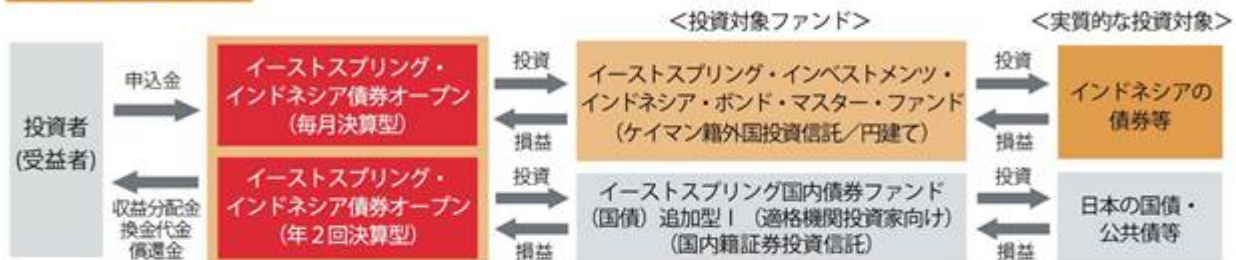 <投資対象ファンド>
<実質的な投資対象>
投資者
(受益者)
申込金
収益分配金
換金代金
償還金
イーストスプリング・
インドネシア債券オープン
(毎月決算型)
イーストスプリング・
インドネシア債券オープン
(年2回決算型)
投資
損益
投資
損益
イーストスプリング・インベストメンツ・
インドネシア・ボンド・マスター・ファンド
(ケイマン籍外国投資信託/円建て)
イーストスプリング国内債券ファンド
(国債)追加型Ⅰ(適格機関投資家向け)
(国内籍証券投資信託)
投資
損益
投資
損益
インドネシアの
債券等
日本の国債・
公共債等